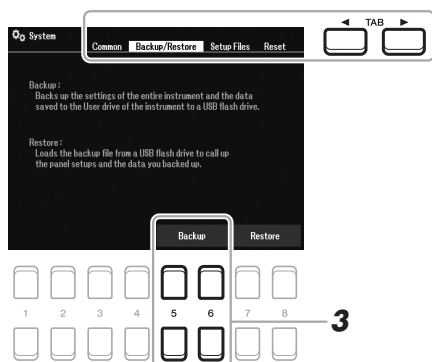 ◀ TAB ▶
System
Common Backup/Restore Setup Files Reset
Backup :
Backs up the settings of the entire instrument and the data
saved to the User drive of the instrument to a USB flash drive.
Restore :
Loads the backup file from a USB flash drive to call up
the panel setups and the data you backed up.
Backup Restore
1 2 3 4 5 6 7 8
3